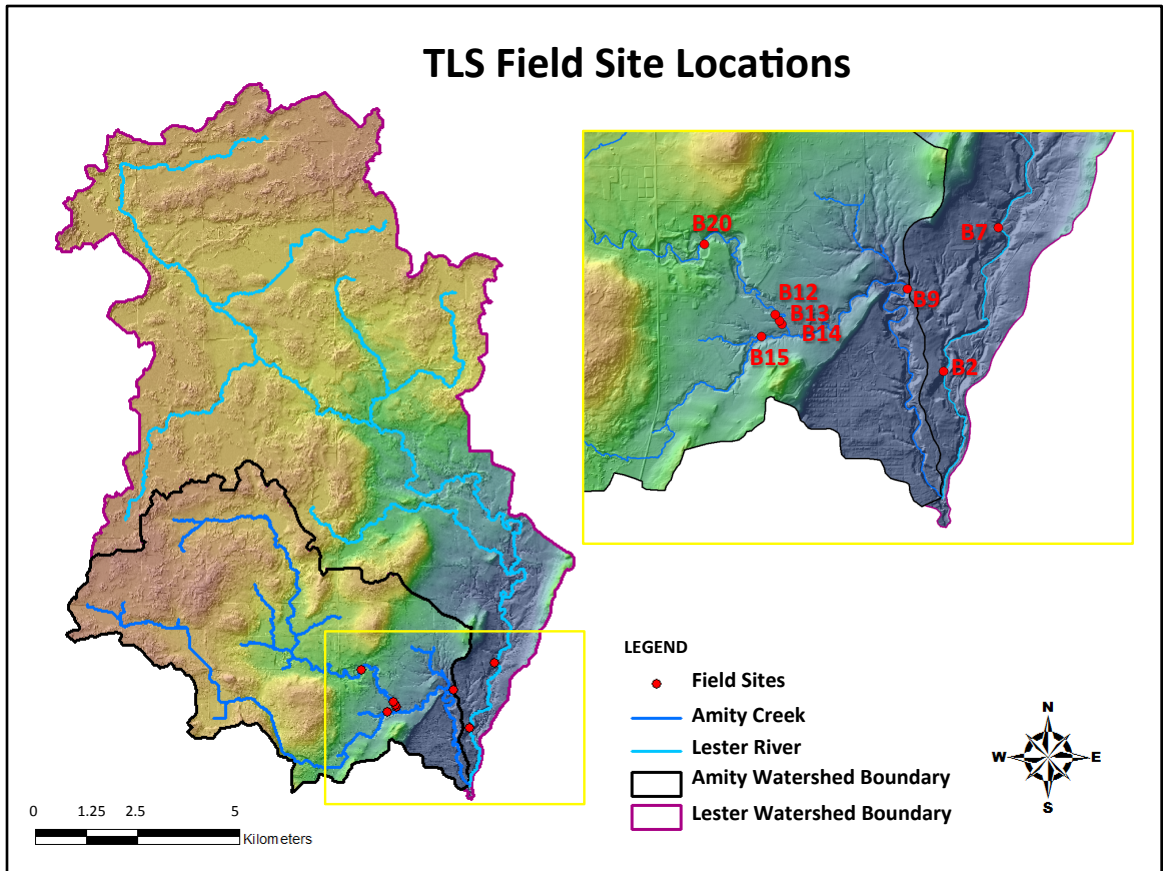 TLS Field Site Locations
B20
B7
B12
B9
B13
B14
B15
B2
LEGEND
Field Sites
Amity Creek
Lester River
Amity Watershed Boundary
Lester Watershed Boundary
N
W E
S
0 1.25 2.5 5
Kilometers